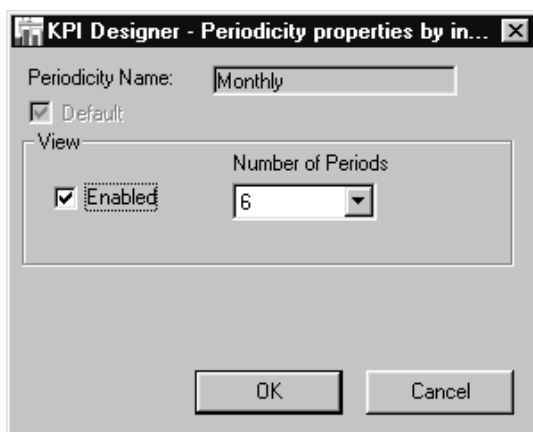 KPI Designer - Periodicity properties by in...
Periodicity Name: Monthly
Default
View
Number of Periods
Enabled 6
OK Cancel